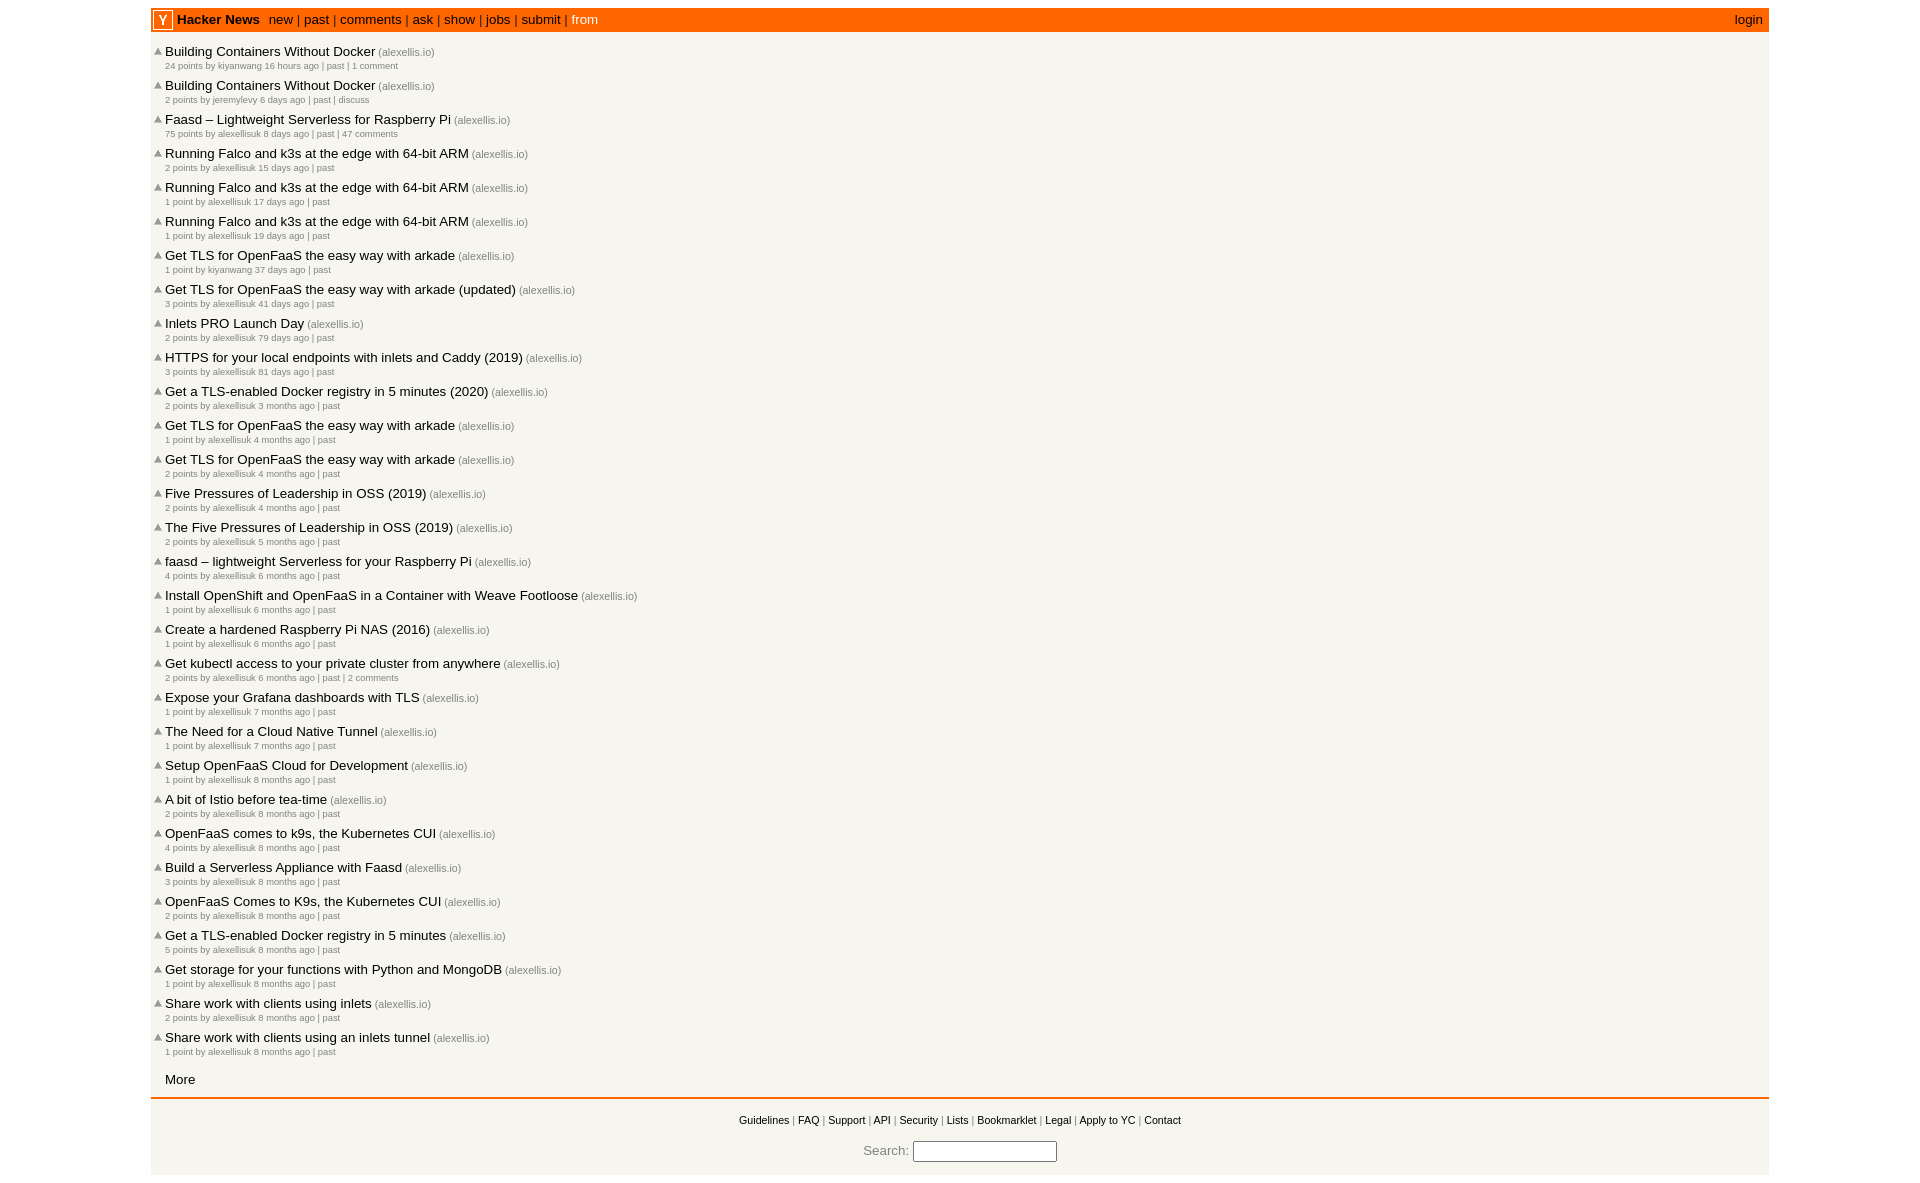 Y Hacker News new | past | comments | ask | show | jobs | submit | from login
Building Containers Without Docker (alexellis.io)
24 points by kiyanwang 16 hours ago | past | 1 comment
Building Containers Without Docker (alexellis.io)
2 points by jeremylevy 6 days ago | past | discuss
Faasd – Lightweight Serverless for Raspberry Pi (alexellis.io)
75 points by alexellisuk 8 days ago | past | 47 comments
Running Falco and k3s at the edge with 64-bit ARM (alexellis.io)
2 points by alexellisuk 15 days ago | past
Running Falco and k3s at the edge with 64-bit ARM (alexellis.io)
1 point by alexellisuk 17 days ago | past
Running Falco and k3s at the edge with 64-bit ARM (alexellis.io)
1 point by alexellisuk 19 days ago | past
Get TLS for OpenFaaS the easy way with arkade (alexellis.io)
1 point by kiyanwang 37 days ago | past
Get TLS for OpenFaaS the easy way with arkade (updated) (alexellis.io)
3 points by alexellisuk 41 days ago | past
Inlets PRO Launch Day (alexellis.io)
2 points by alexellisuk 79 days ago | past
HTTPS for your local endpoints with inlets and Caddy (2019) (alexellis.io)
3 points by alexellisuk 81 days ago | past
Get a TLS-enabled Docker registry in 5 minutes (2020) (alexellis.io)
2 points by alexellisuk 3 months ago | past
Get TLS for OpenFaaS the easy way with arkade (alexellis.io)
1 point by alexellisuk 4 months ago | past
Get TLS for OpenFaaS the easy way with arkade (alexellis.io)
2 points by alexellisuk 4 months ago | past
Five Pressures of Leadership in OSS (2019) (alexellis.io)
2 points by alexellisuk 4 months ago | past
The Five Pressures of Leadership in OSS (2019) (alexellis.io)
2 points by alexellisuk 5 months ago | past
faasd – lightweight Serverless for your Raspberry Pi (alexellis.io)
4 points by alexellisuk 6 months ago | past
Install OpenShift and OpenFaaS in a Container with Weave Footloose (alexellis.io)
1 point by alexellisuk 6 months ago | past
Create a hardened Raspberry Pi NAS (2016) (alexellis.io)
1 point by alexellisuk 6 months ago | past
Get kubectl access to your private cluster from anywhere (alexellis.io)
2 points by alexellisuk 6 months ago | past | 2 comments
Expose your Grafana dashboards with TLS (alexellis.io)
1 point by alexellisuk 7 months ago | past
The Need for a Cloud Native Tunnel (alexellis.io)
1 point by alexellisuk 7 months ago | past
Setup OpenFaaS Cloud for Development (alexellis.io)
1 point by alexellisuk 8 months ago | past
A bit of Istio before tea-time (alexellis.io)
2 points by alexellisuk 8 months ago | past
OpenFaaS comes to k9s, the Kubernetes CUI (alexellis.io)
4 points by alexellisuk 8 months ago | past
Build a Serverless Appliance with Faasd (alexellis.io)
3 points by alexellisuk 8 months ago | past
OpenFaaS Comes to K9s, the Kubernetes CUI (alexellis.io)
2 points by alexellisuk 8 months ago | past
Get a TLS-enabled Docker registry in 5 minutes (alexellis.io)
5 points by alexellisuk 8 months ago | past
Get storage for your functions with Python and MongoDB (alexellis.io)
1 point by alexellisuk 8 months ago | past
Share work with clients using inlets (alexellis.io)
2 points by alexellisuk 8 months ago | past
Share work with clients using an inlets tunnel (alexellis.io)
1 point by alexellisuk 8 months ago | past
More
Guidelines | FAQ | Support | API | Security | Lists | Bookmarklet | Legal | Apply to YC | Contact
Search: